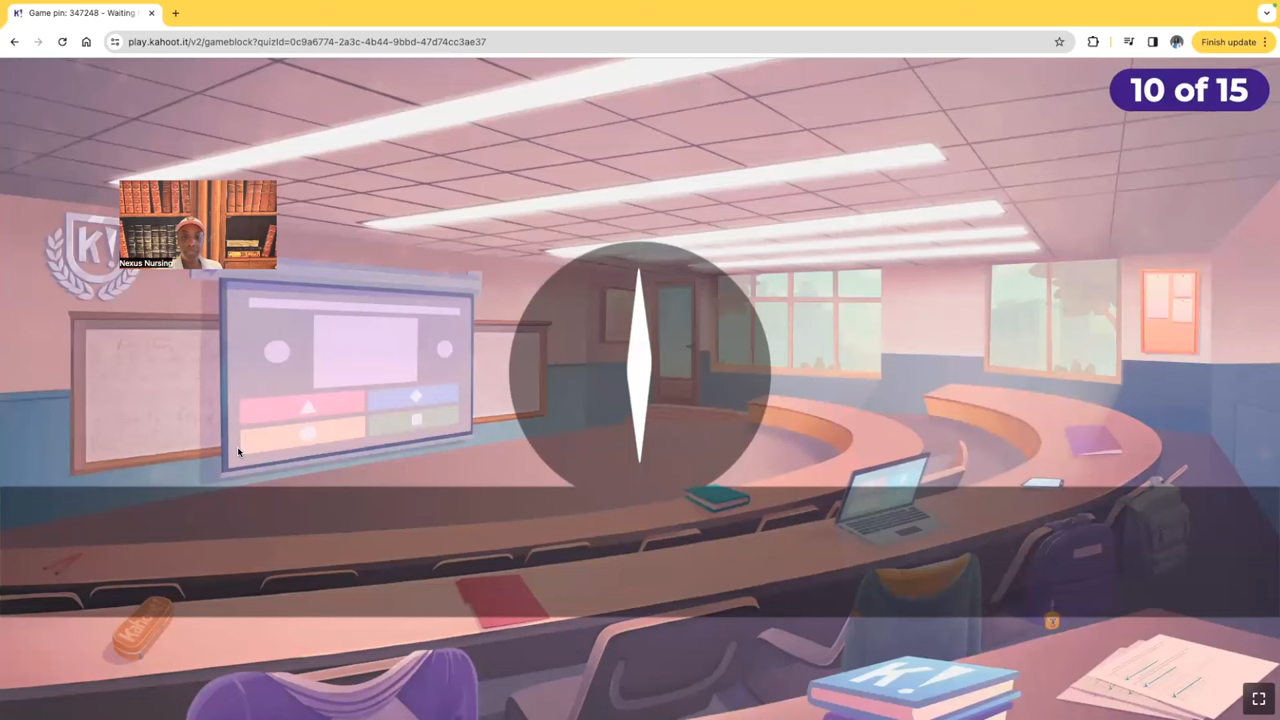 K! Game pin: 347248 - Waiting
play.kahoot.it/v2/gameblock?quizId=0c9a6774-2a3c-4b44-9bbd-47d74cc3ae37
Finish update
10 of 15
K!
Nexus Nursing
K!